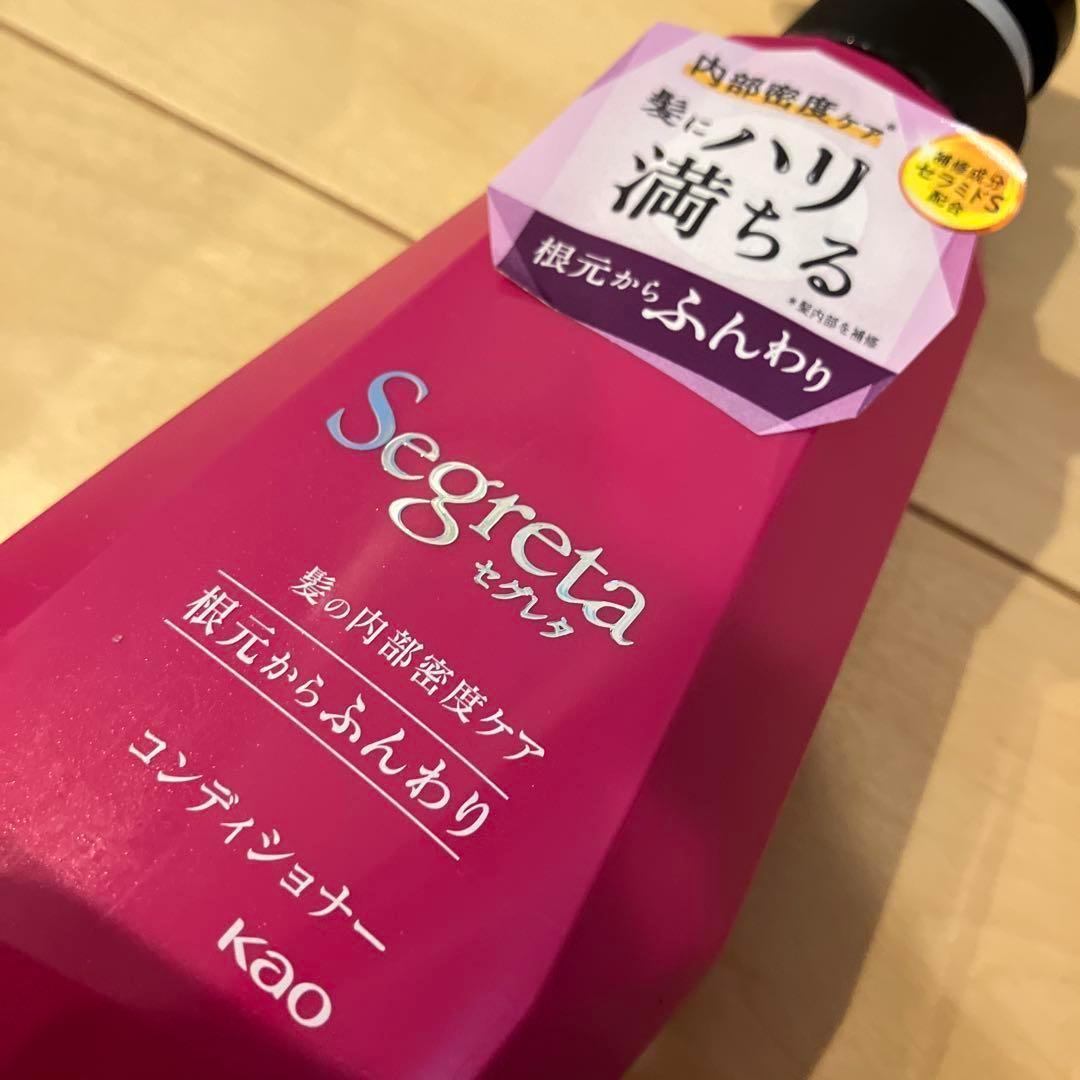 内部密度ケア*
髪にハリ
満ちる
補修成分
セラミドS
配合
根元からふんわり
*髪内部を補修
Segreta
セグレタ
髪の内部密度ケア
根元からふんわり
コンディショナー
Kao